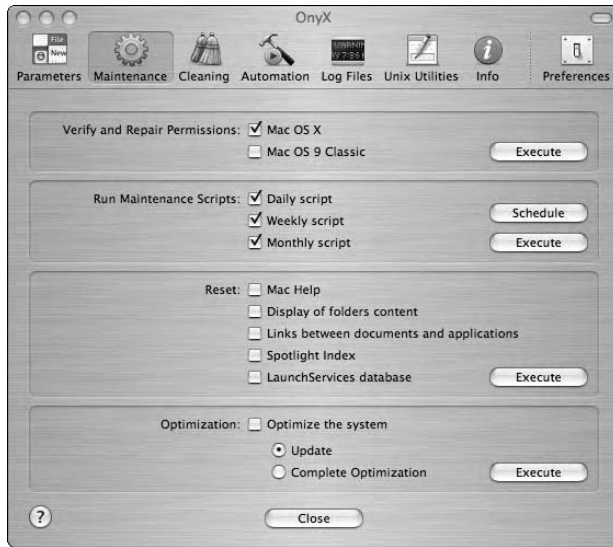 OnyX
File
New
WARNIN
Parameters Maintenance Cleaning Automation Log Files Unix Utilities Info Preferences
Verify and Repair Permissions: Mac OS X
Mac OS 9 Classic Execute
Run Maintenance Scripts: Daily script
Schedule
Weekly script
Monthly script Execute
Reset: Mac Help
Display of folders content
Links between documents and applications
Spotlight Index
LaunchServices database Execute
Optimization: Optimize the system
Update
Complete Optimization Execute
? Close